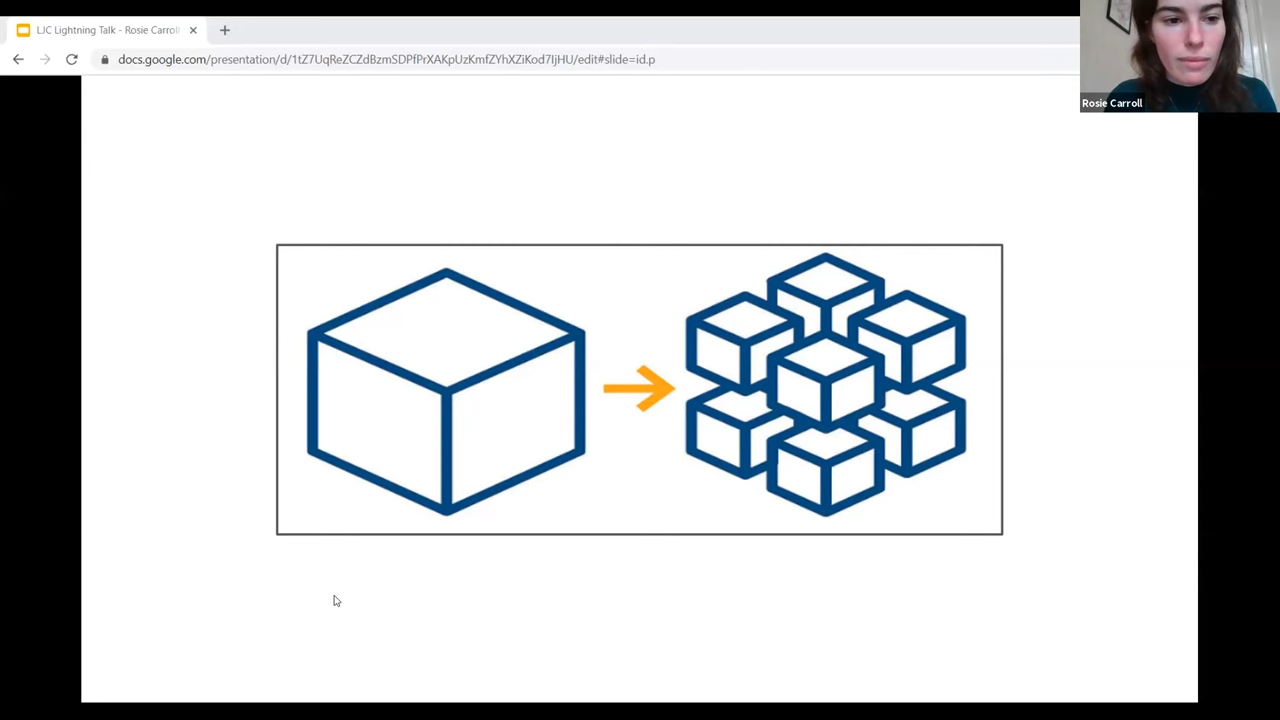 LJC Lightning Talk - Rosie Carroll
docs.google.com/presentation/d/1tZ7UqReZCZdBzmSDPfPrXAKpUzKmfZYhXZiKod7IjHU/edit#slide=id.p
Rosie Carroll